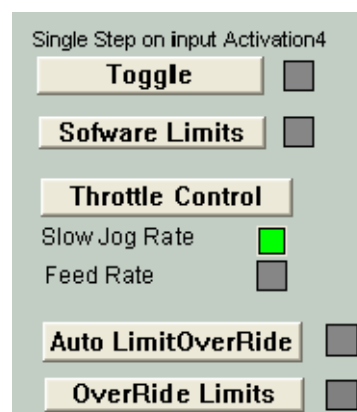 Single Step on input Activation4
Toggle
Sofware Limits
Throttle Control
Slow Jog Rate
Feed Rate
Auto LimitOverRide
OverRide Limits